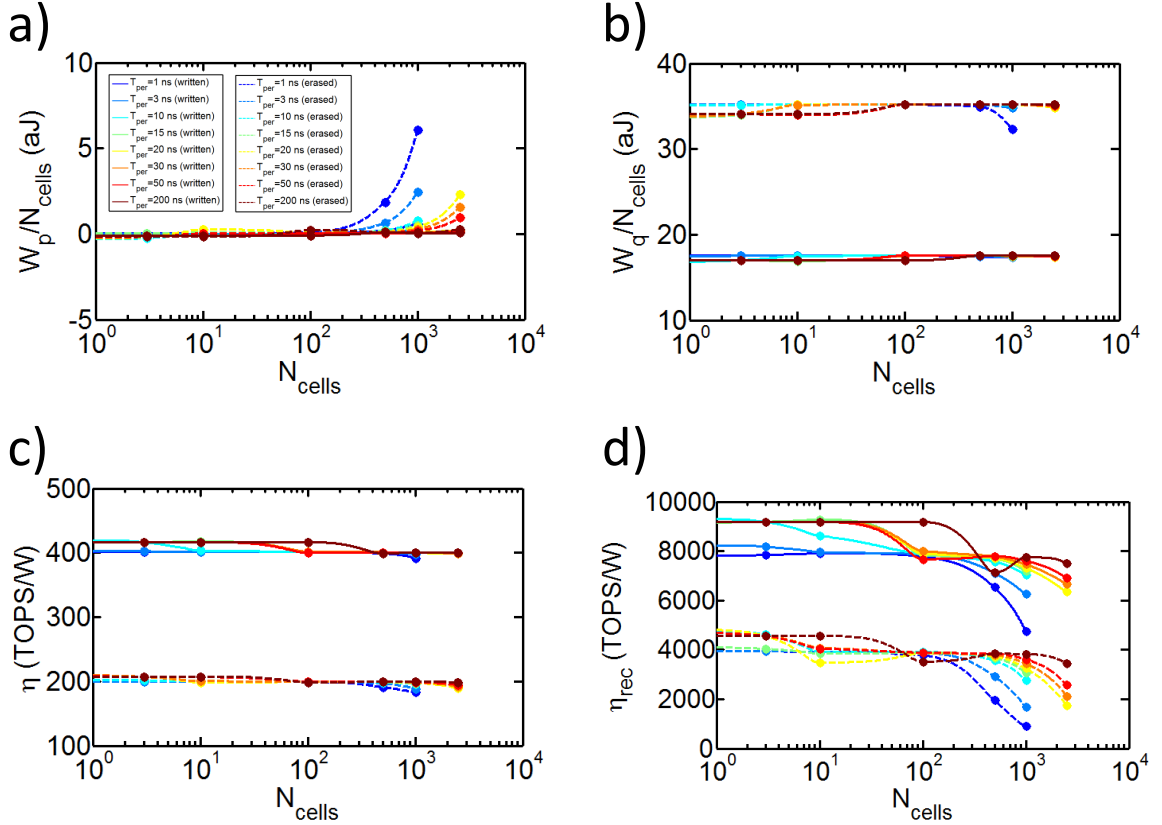 a)
10
5
0
-5
W_p/N_cells (aJ)
T_per=1 ns (written)
T_per=3 ns (written)
T_per=10 ns (written)
T_per=15 ns (written)
T_per=20 ns (written)
T_per=30 ns (written)
T_per=50 ns (written)
T_per=200 ns (written)
T_per=1 ns (erased)
T_per=3 ns (erased)
T_per=10 ns (erased)
T_per=15 ns (erased)
T_per=20 ns (erased)
T_per=30 ns (erased)
T_per=50 ns (erased)
T_per=200 ns (erased)
10^0 10^1 10^2 10^3 10^4
N_cells
b)
40
30
20
10
W_q/N_cells (aJ)
10^0 10^1 10^2 10^3 10^4
N_cells
c)
500
400
300
200
100
η (TOPS/W)
10^0 10^1 10^2 10^3 10^4
N_cells
d)
10000
8000
6000
4000
2000
0
η_rec (TOPS/W)
10^0 10^1 10^2 10^3 10^4
N_cells